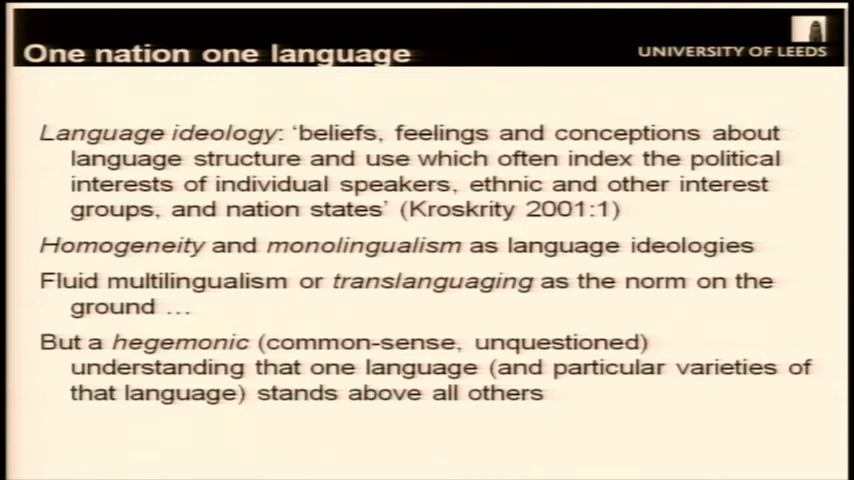 One nation one language
UNIVERSITY OF LEEDS
Language ideology: ‘beliefs, feelings and conceptions about
language structure and use which often index the political
interests of individual speakers, ethnic and other interest
groups, and nation states’ (Kroskrity 2001:1)
Homogeneity and monolingualism as language ideologies
Fluid multilingualism or translanguaging as the norm on the
ground …
But a hegemonic (common-sense, unquestioned)
understanding that one language (and particular varieties of
that language) stands above all others